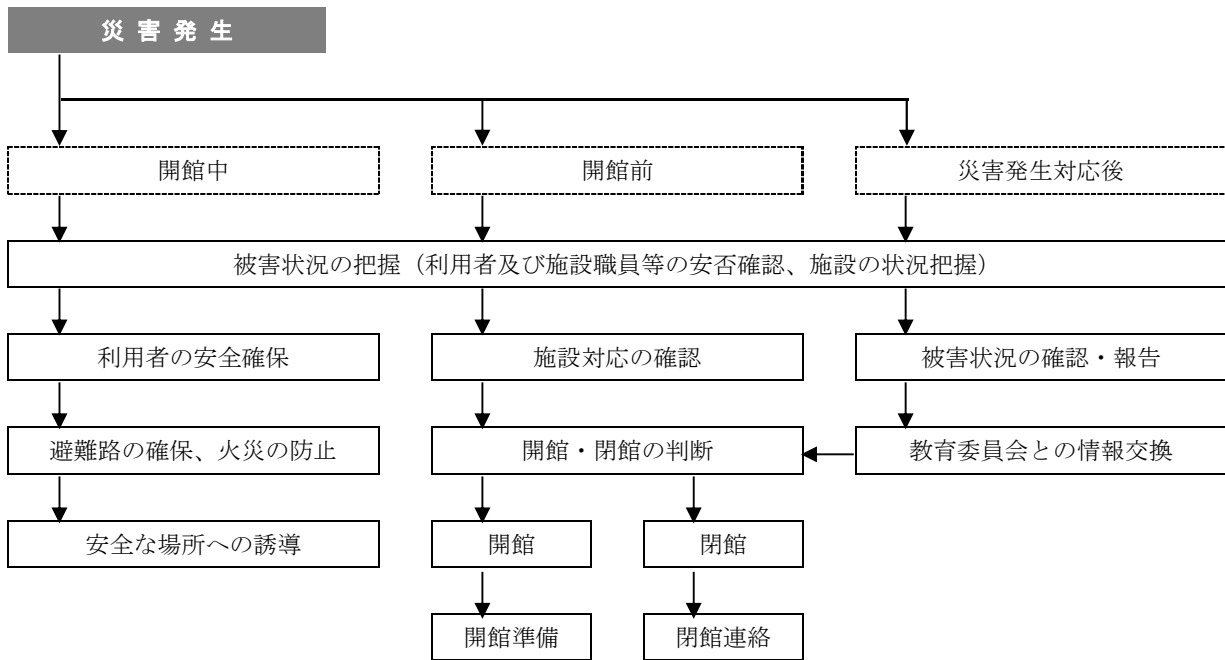 災害発生
開館中
開館前
災害発生対応後
被害状況の把握（利用者及び施設職員等の安否確認、施設の状況把握）
利用者の安全確保
施設対応の確認
被害状況の確認・報告
避難路の確保、火災の防止
開館・閉館の判断
教育委員会との情報交換
安全な場所への誘導
開館
閉館
開館準備
閉館連絡